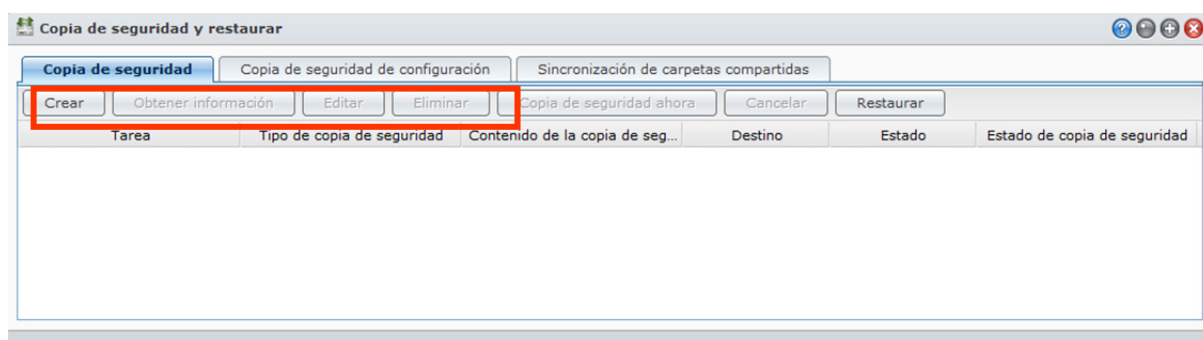 Copia de seguridad y restaurar
Copia de seguridad Copia de seguridad de configuración Sincronización de carpetas compartidas
Crear Obtener información Editar Eliminar Copia de seguridad ahora Cancelar Restaurar
Tarea Tipo de copia de seguridad Contenido de la copia de seg... Destino Estado Estado de copia de seguridad